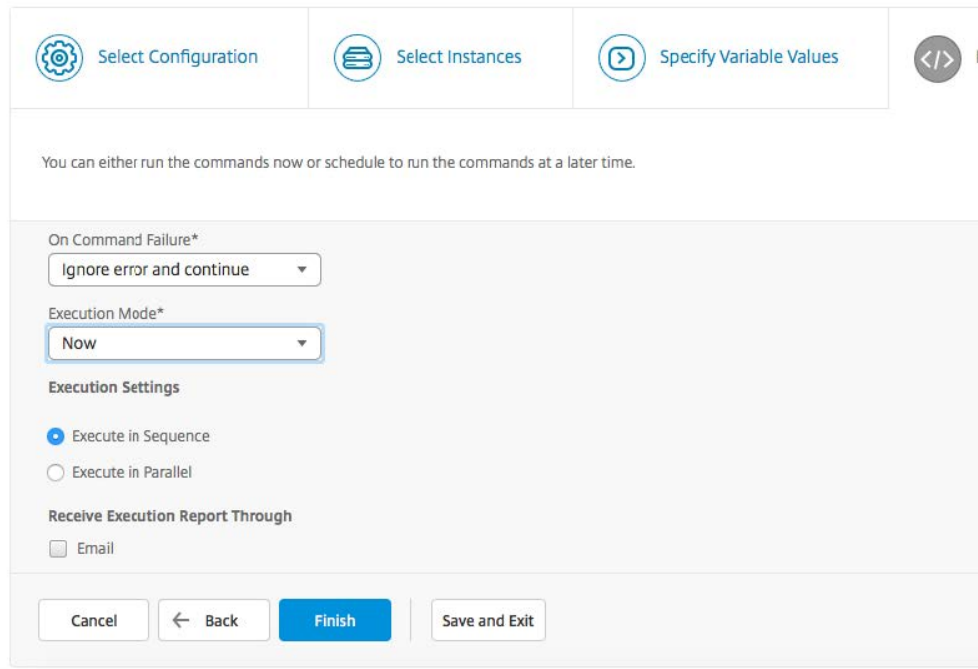 Select Configuration
Select Instances
Specify Variable Values
</>
You can either run the commands now or schedule to run the commands at a later time.
On Command Failure*
Ignore error and continue
Execution Mode*
Now
Execution Settings
Execute in Sequence
Execute in Parallel
Receive Execution Report Through
Email
Cancel
← Back
Finish
Save and Exit